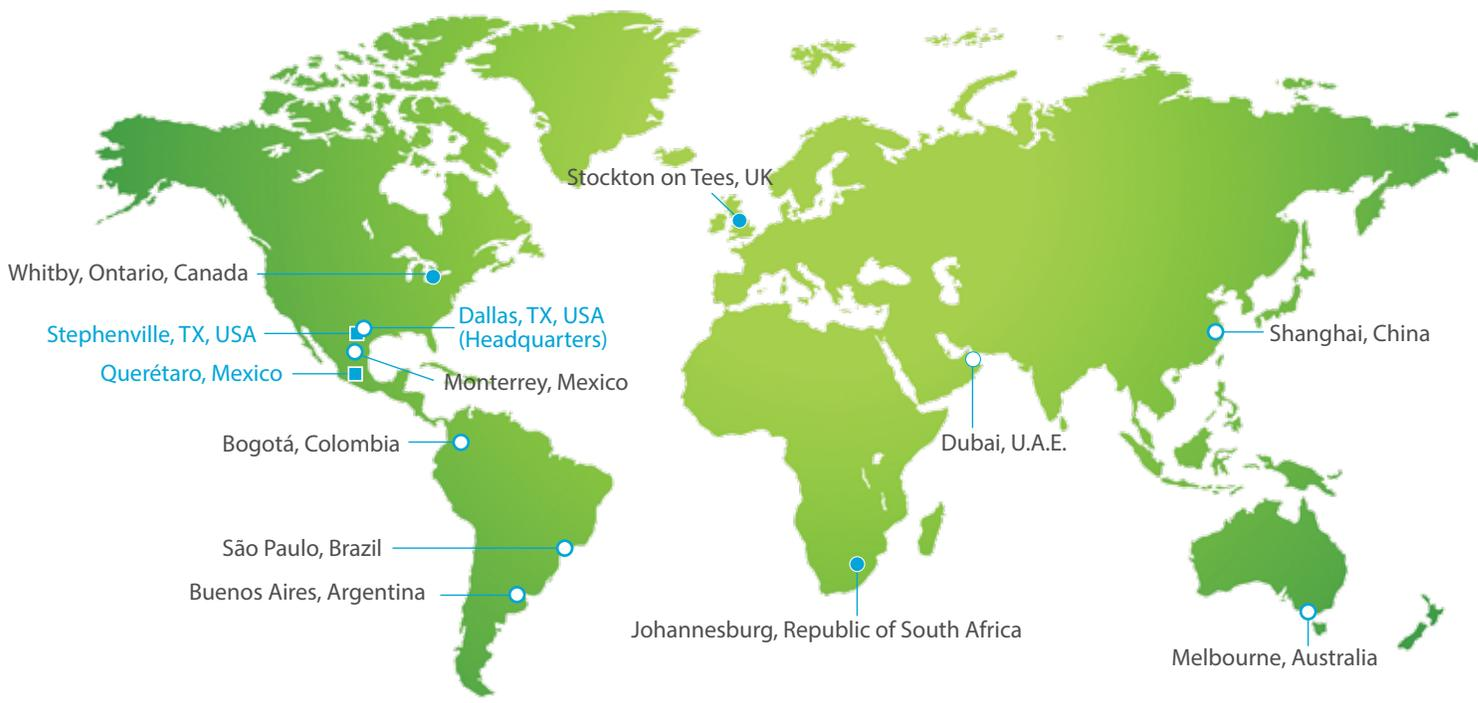 Stockton on Tees, UK
Whitby, Ontario, Canada
Dallas, TX, USA
(Headquarters)
Stephenville, TX, USA
Shanghai, China
Querétaro, Mexico
Monterrey, Mexico
Bogotá, Colombia
Dubai, U.A.E.
São Paulo, Brazil
Buenos Aires, Argentina
Johannesburg, Republic of South Africa
Melbourne, Australia